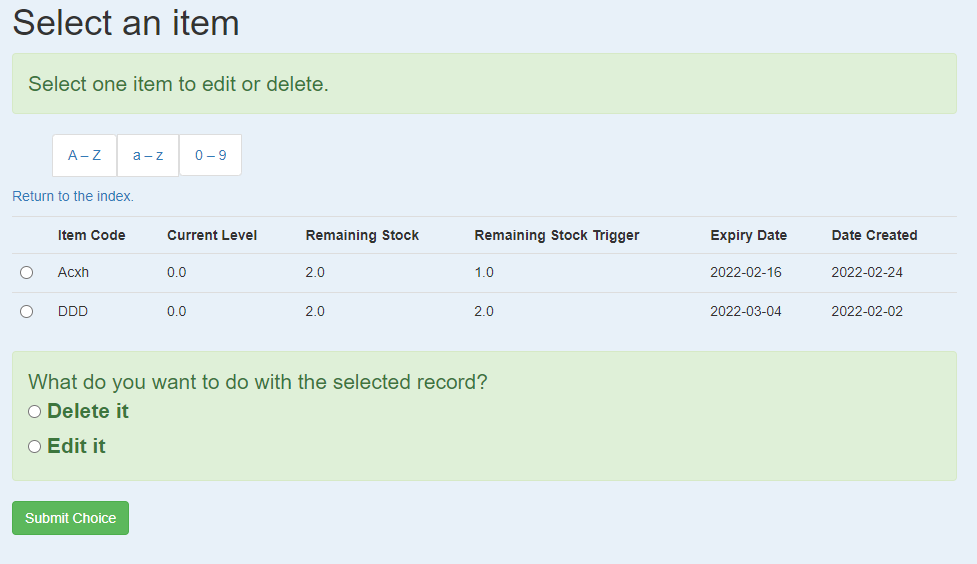 Select an item
Select one item to edit or delete.
A – Z a – z 0 – 9
Return to the index.
Item Code Current Level Remaining Stock Remaining Stock Trigger Expiry Date Date Created
Acxh 0.0 2.0 1.0 2022-02-16 2022-02-24
DDD 0.0 2.0 2.0 2022-03-04 2022-02-02
What do you want to do with the selected record?
Delete it
Edit it
Submit Choice